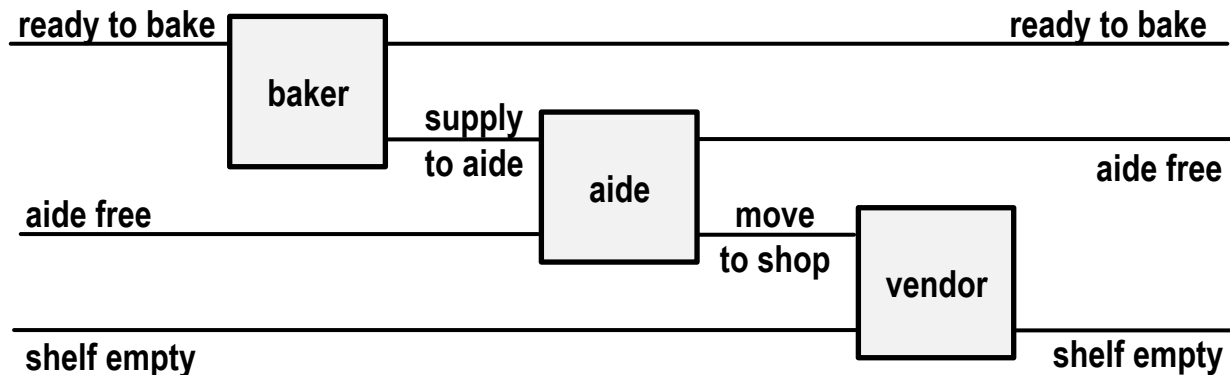 ready to bake
ready to bake
baker
supply
to aide
aide free
aide
aide free
move
to shop
vendor
shelf empty
shelf empty